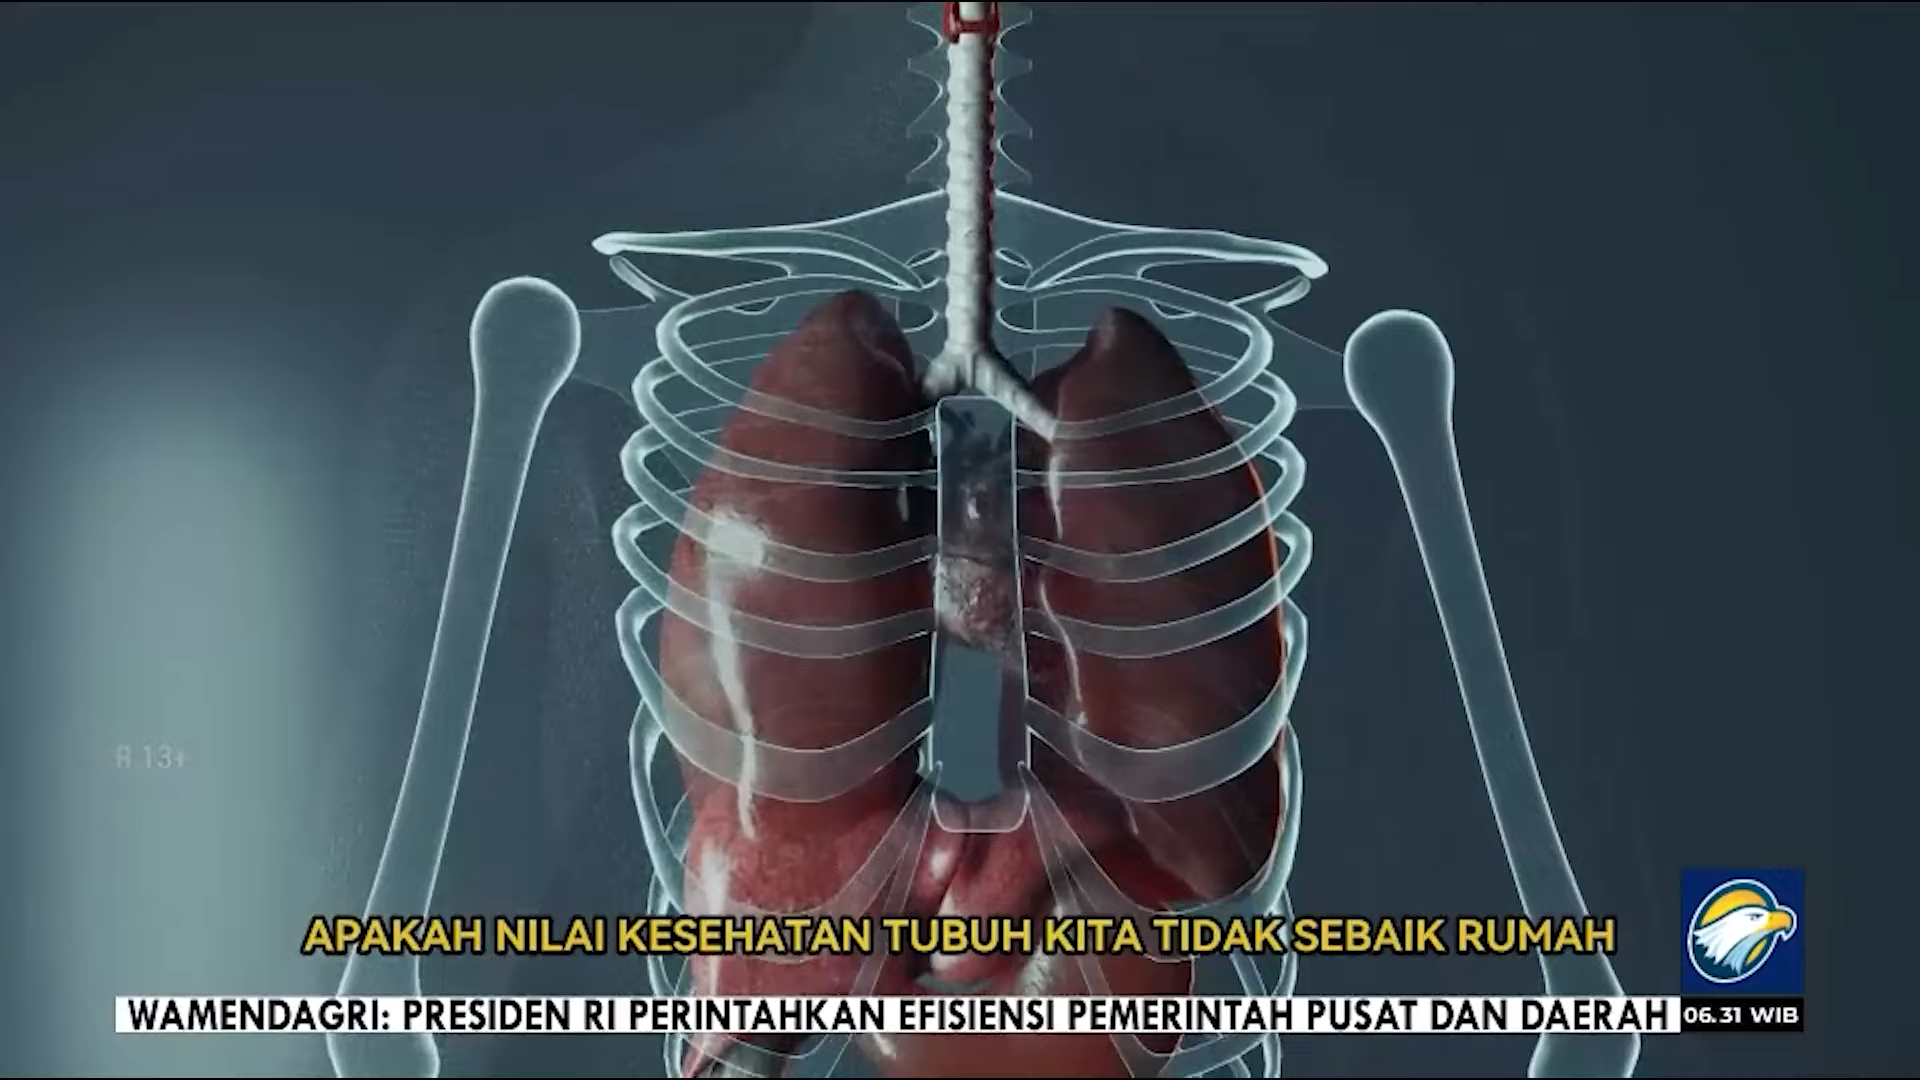 R 13+
APAKAH NILAI KESEHATAN TUBUH KITA TIDAK SEBAIK RUMAH
WAMENDAGRI: PRESIDEN RI PERINTAHKAN EFISIENSI PEMERINTAH PUSAT DAN DAERAH
06.31 WIB